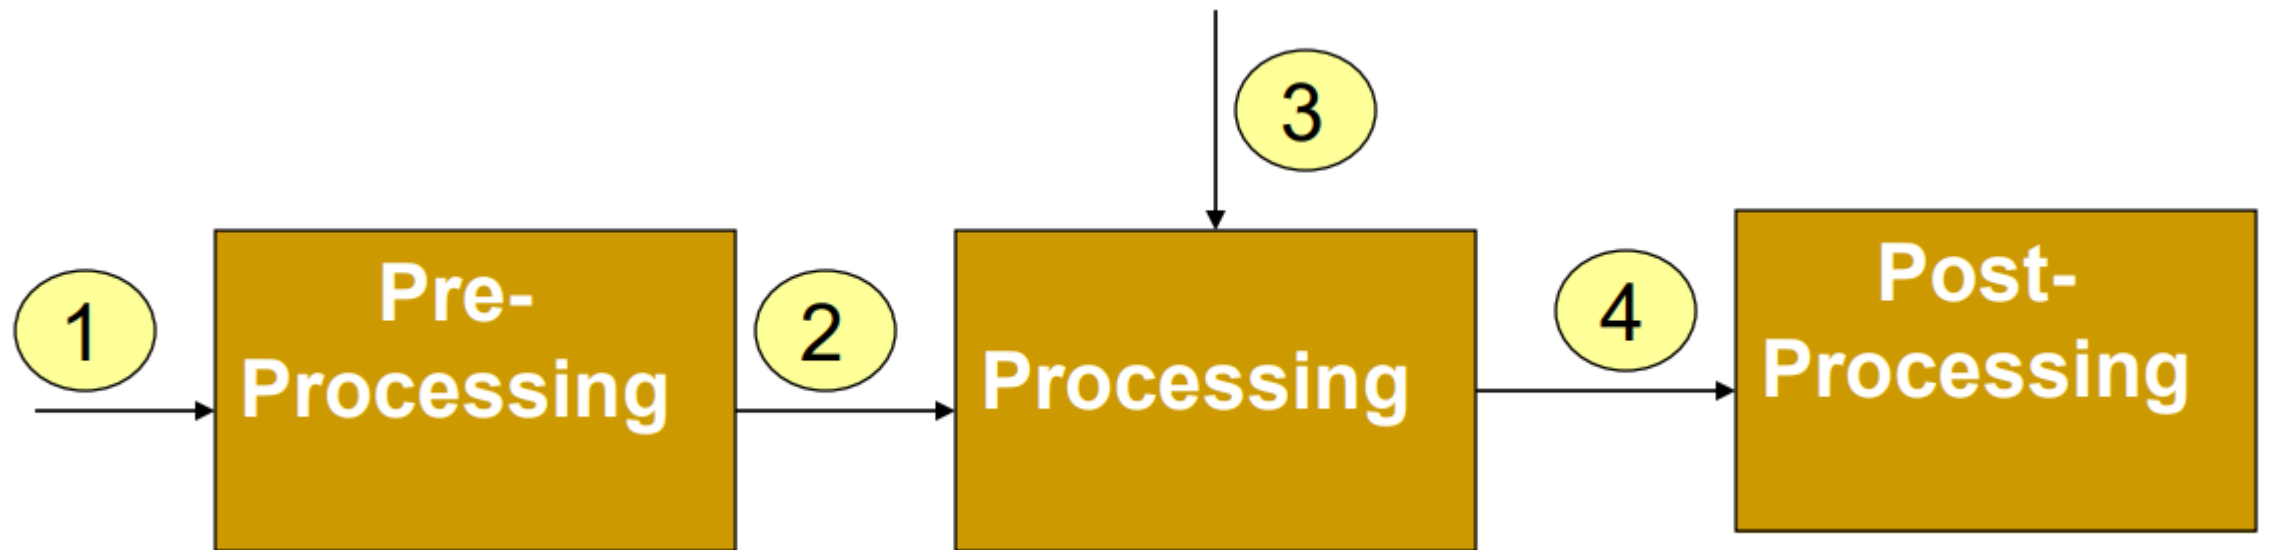 3
1
Pre-
Processing
2
Processing
4
Post-
Processing